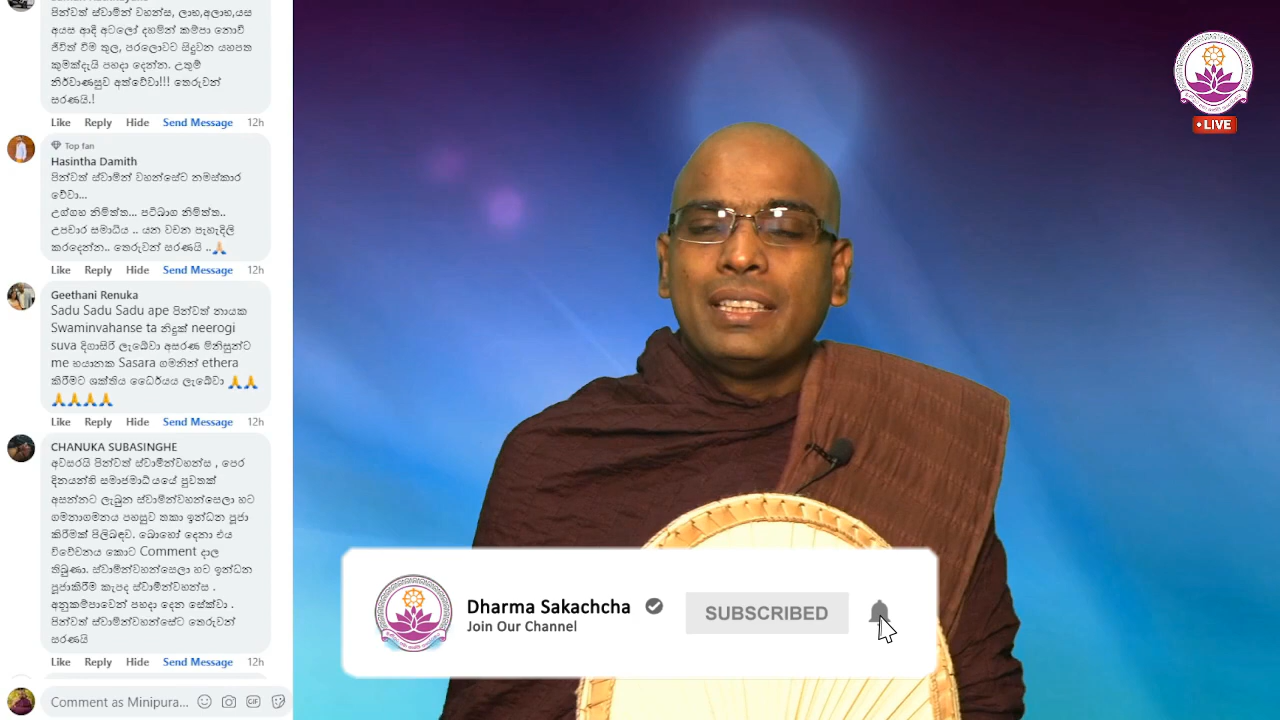 පින්වත් ස්වාමින් වහන්ස, ලාභ,අලාභ,යස
අයස ආදී අටලෝ දහමින් කම්පා නොවී
ජීවත් වීම තුල, පරලොවට සිදුවන යහපත
කුමක්දැයි පහදා දෙන්න. උතුම්
නිර්වාණසුව අත්වේවා!!! තෙරුවන්
සරණයි.!
Like Reply Hide Send Message 12h
Top fan
Hasintha Damith
පින්වත් ස්වාමින් වහන්සේට නමස්කාර
වේවා...
උග්ගහ නිමිත්ත... පටිබාග නිමිත්ත..
උපචාර සමාධිය .. යන වචන පැහැදිලි
කරදෙන්න.. තෙරුවන් සරණයි ..🙏
Like Reply Hide Send Message 12h
Geethani Renuka
Sadu Sadu Sadu ape පින්වත් නායක
Swaminvahanse ta නිදුක් neerogi
suva දිගාසිරි ලැබේවා අසරණ මිනිසුන්ට
me භයානක Sasara ගමනින් ethera
කිරීමට ශක්තිය ධෛර්යය ලැබේවා 🙏🙏
🙏🙏🙏🙏
Like Reply Hide Send Message 12h
CHANUKA SUBASINGHE
අවසරයි පින්වත් ස්වාමීන්වහන්ස , පෙර
දිනයන්හි සමාජමාධ්‍යයේ පුවතක්
අසන්නට ලැබුන ස්වාමින්වහන්සෙලා හට
ගමනාගමනය පහසුව තකා ඉන්ධන පූජා
කිරීමක් පිලිබඳව. බොහෝ දෙනා එය
විවේචනය කොට Comment දාල
තිබුණා. ස්වාමින්වහන්සෙලා හට ඉන්ධන
පූජාකිරීම කැපද ස්වාමීන්වහන්ස .
අනුකම්පාවෙන් පහදා දෙන සේක්වා .
පින්වත් ස්වාමීන්වහන්සේට තෙරුවන්
සරණයි
Like Reply Hide Send Message 12h
Comment as Minipura...
GIF
LIVE
Dharma Sakachcha
Join Our Channel
SUBSCRIBED